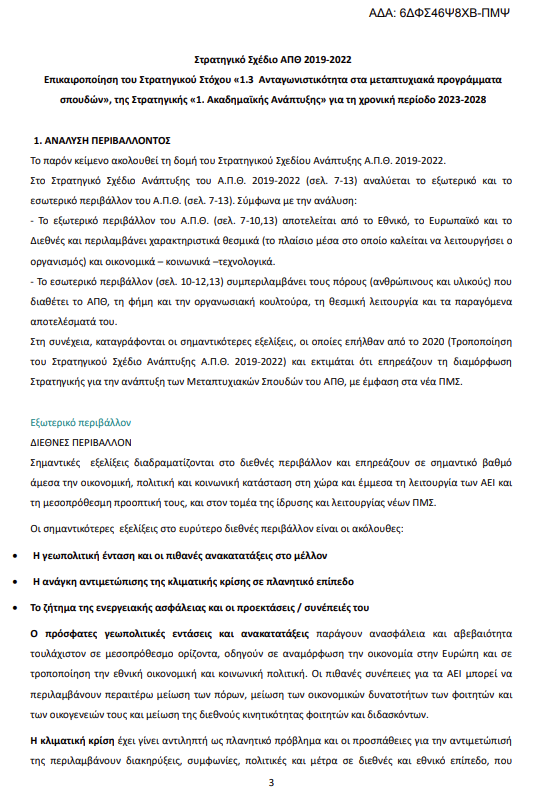 ΑΔΑ: 6ΔΦΣ46Ψ8ΧΒ-ΠΜΨ
Στρατηγικό Σχέδιο ΑΠΘ 2019-2022
Επικαιροποίηση του Στρατηγικού Στόχου «1.3 Ανταγωνιστικότητα στα μεταπτυχιακά προγράμματα
σπουδών», της Στρατηγικής «1. Ακαδημαϊκής Ανάπτυξης» για τη χρονική περίοδο 2023-2028
1. ΑΝΑΛΥΣΗ ΠΕΡΙΒΑΛΛΟΝΤΟΣ
Το παρόν κείμενο ακολουθεί τη δομή του Στρατηγικού Σχεδίου Ανάπτυξης Α.Π.Θ. 2019-2022.
Στο Στρατηγικό Σχέδιο Ανάπτυξης του Α.Π.Θ. 2019-2022 (σελ. 7-13) αναλύεται το εξωτερικό και το
εσωτερικό περιβάλλον του Α.Π.Θ. (σελ. 7-13). Σύμφωνα με την ανάλυση:
- Το εξωτερικό περιβάλλον του Α.Π.Θ. (σελ. 7-10,13) αποτελείται από το Εθνικό, το Ευρωπαϊκό και το
Διεθνές και περιλαμβάνει χαρακτηριστικά θεσμικά (το πλαίσιο μέσα στο οποίο καλείται να λειτουργήσει ο
οργανισμός) και οικονομικά – κοινωνικά –τεχνολογικά.
- Το εσωτερικό περιβάλλον (σελ. 10-12,13) συμπεριλαμβάνει τους πόρους (ανθρώπινους και υλικούς) που
διαθέτει το ΑΠΘ, τη φήμη και την οργανωσιακή κουλτούρα, τη θεσμική λειτουργία και τα παραγόμενα
αποτελέσματά του.
Στη συνέχεια, καταγράφονται οι σημαντικότερες εξελίξεις, οι οποίες επήλθαν από το 2020 (Τροποποίηση
του Στρατηγικού Σχέδιο Ανάπτυξης Α.Π.Θ. 2019-2022) και εκτιμάται ότι επηρεάζουν τη διαμόρφωση
Στρατηγικής για την ανάπτυξη των Μεταπτυχιακών Σπουδών του ΑΠΘ, με έμφαση στα νέα ΠΜΣ.
Εξωτερικό περιβάλλον
ΔΙΕΘΝΕΣ ΠΕΡΙΒΑΛΛΟΝ
Σημαντικές εξελίξεις διαδραματίζονται στο διεθνές περιβάλλον και επηρεάζουν σε σημαντικό βαθμό
άμεσα την οικονομική, πολιτική και κοινωνική κατάσταση στη χώρα και έμμεσα τη λειτουργία των ΑΕΙ και
τη μεσοπρόθεσμη προοπτική τους, και στον τομέα της ίδρυσης και λειτουργίας νέων ΠΜΣ.
Οι σημαντικότερες εξελίξεις στο ευρύτερο διεθνές περιβάλλον είναι οι ακόλουθες:
• Η γεωπολιτική ένταση και οι πιθανές ανακατατάξεις στο μέλλον
• Η ανάγκη αντιμετώπισης της κλιματικής κρίσης σε πλανητικό επίπεδο
• Το ζήτημα της ενεργειακής ασφάλειας και οι προεκτάσεις / συνέπειές του
Ο πρόσφατες γεωπολιτικές εντάσεις και ανακατατάξεις παράγουν ανασφάλεια και αβεβαιότητα
τουλάχιστον σε μεσοπρόθεσμο ορίζοντα, οδηγούν σε αναμόρφωση την οικονομία στην Ευρώπη και σε
τροποποίηση την εθνική οικονομική και κοινωνική πολιτική. Οι πιθανές συνέπειες για τα ΑΕΙ μπορεί να
περιλαμβάνουν περαιτέρω μείωση των πόρων, μείωση των οικονομικών δυνατοτήτων των φοιτητών και
των οικογενειών τους και μείωση της διεθνούς κινητικότητας φοιτητών και διδασκόντων.
Η κλιματική κρίση έχει γίνει αντιληπτή ως πλανητικό πρόβλημα και οι προσπάθειες για την αντιμετώπισή
της περιλαμβάνουν διακηρύξεις, συμφωνίες, πολιτικές και μέτρα σε διεθνές και εθνικό επίπεδο, που
3